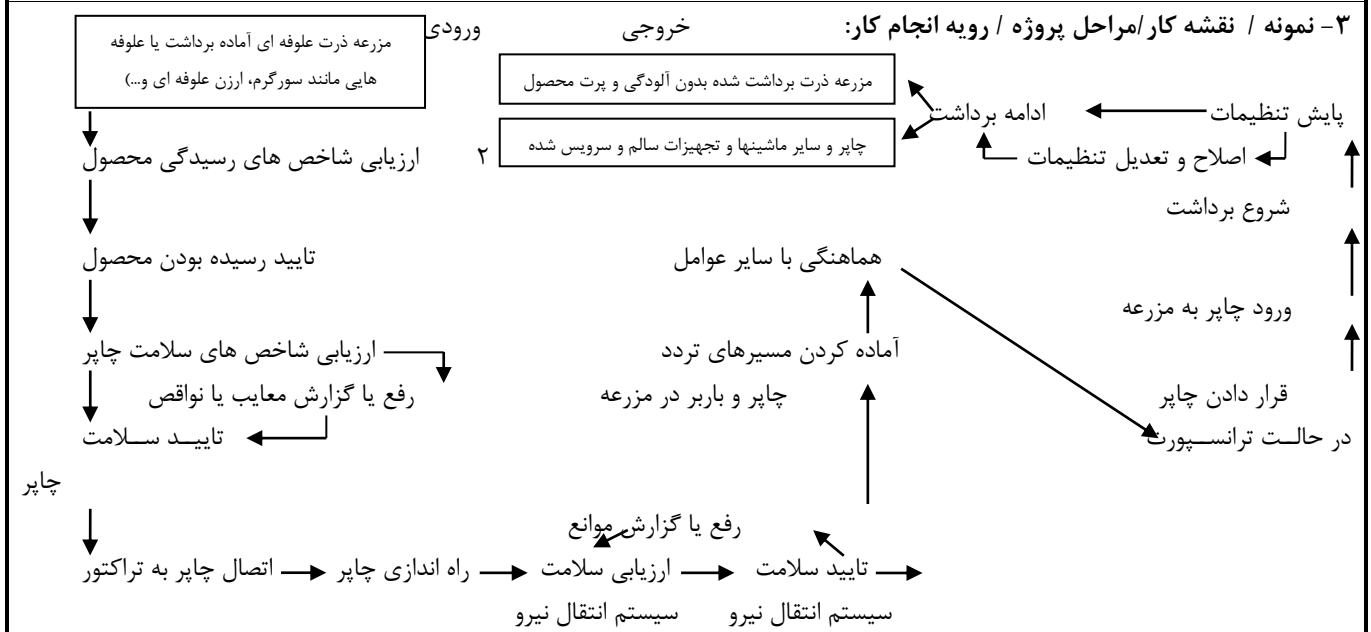 ۳- نمونه / نقشه کار/مراحل پروژه / رویه انجام کار:
خروجی
ورودی
مزرعه ذرت علوفه ای آماده برداشت یا علوفه
هایی مانند سورگرم، ارزن علوفه ای و...)
مزرعه ذرت برداشت شده بدون آلودگی و پرت محصول
پایش تنظیمات
ادامه برداشت
چاپر و سایر ماشینها و تجهیزات سالم و سرویس شده
۲
ارزیابی شاخص های رسیدگی محصول
اصلاح و تعدیل تنظیمات
شروع برداشت
هماهنگی با سایر عوامل
تایید رسیده بودن محصول
ورود چاپر به مزرعه
آماده کردن مسیرهای تردد
ارزیابی شاخص های سلامت چاپر
قرار دادن چاپر
چاپر و باربر در مزرعه
رفع یا گزارش معایب یا نواقص
در حالــت ترانســپورت
تاییــد ســلامت
چاپر
رفع یا گزارش موانع
تایید سلامت
ارزیابی سلامت
راه اندازی چاپر
اتصال چاپر به تراکتور
سیستم انتقال نیرو
سیستم انتقال نیرو